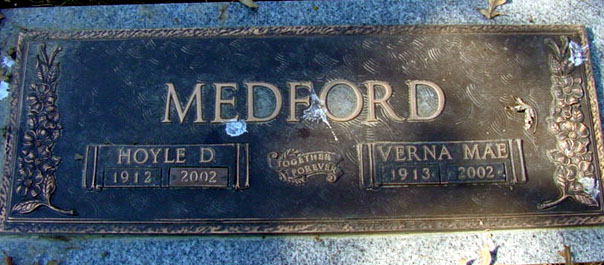 MEDFORD
HOYLE D.
1912 2002
TOGETHER
FOREVER
VERNA MAE
1913 2002